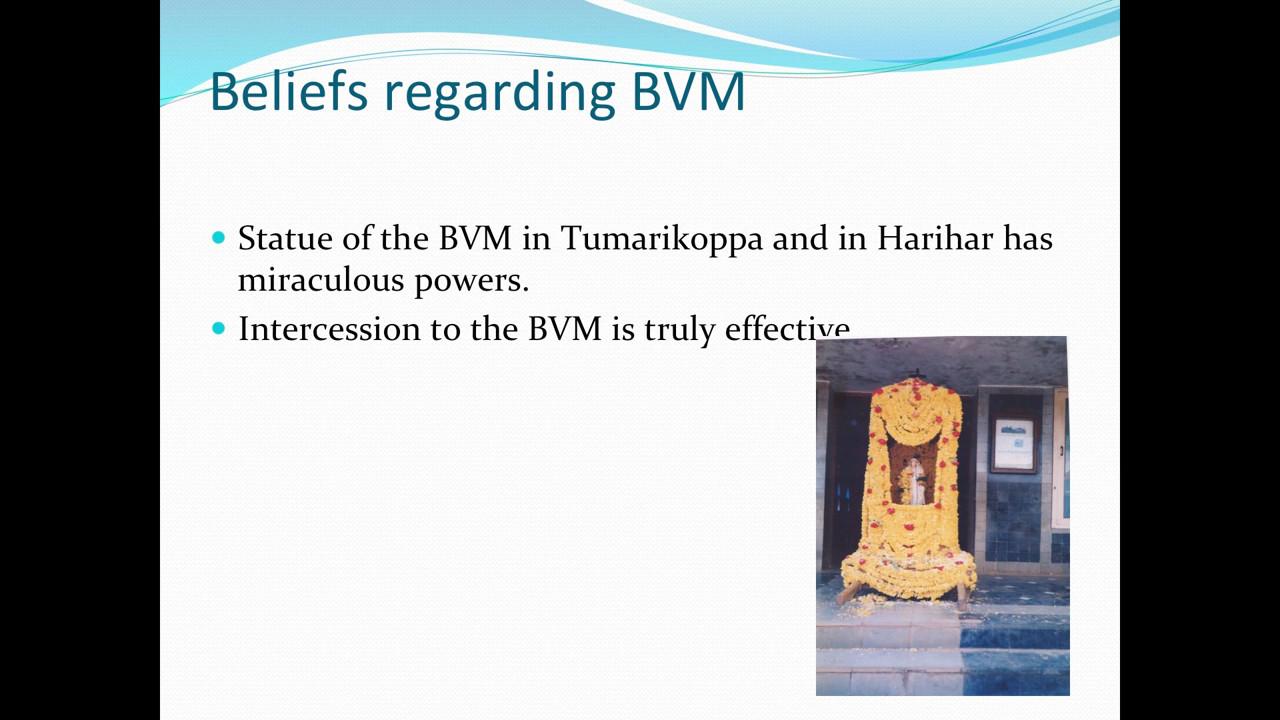 Beliefs regarding BVM
• Statue of the BVM in Tumarikoppa and in Harihar has
miraculous powers.
• Intercession to the BVM is truly effective